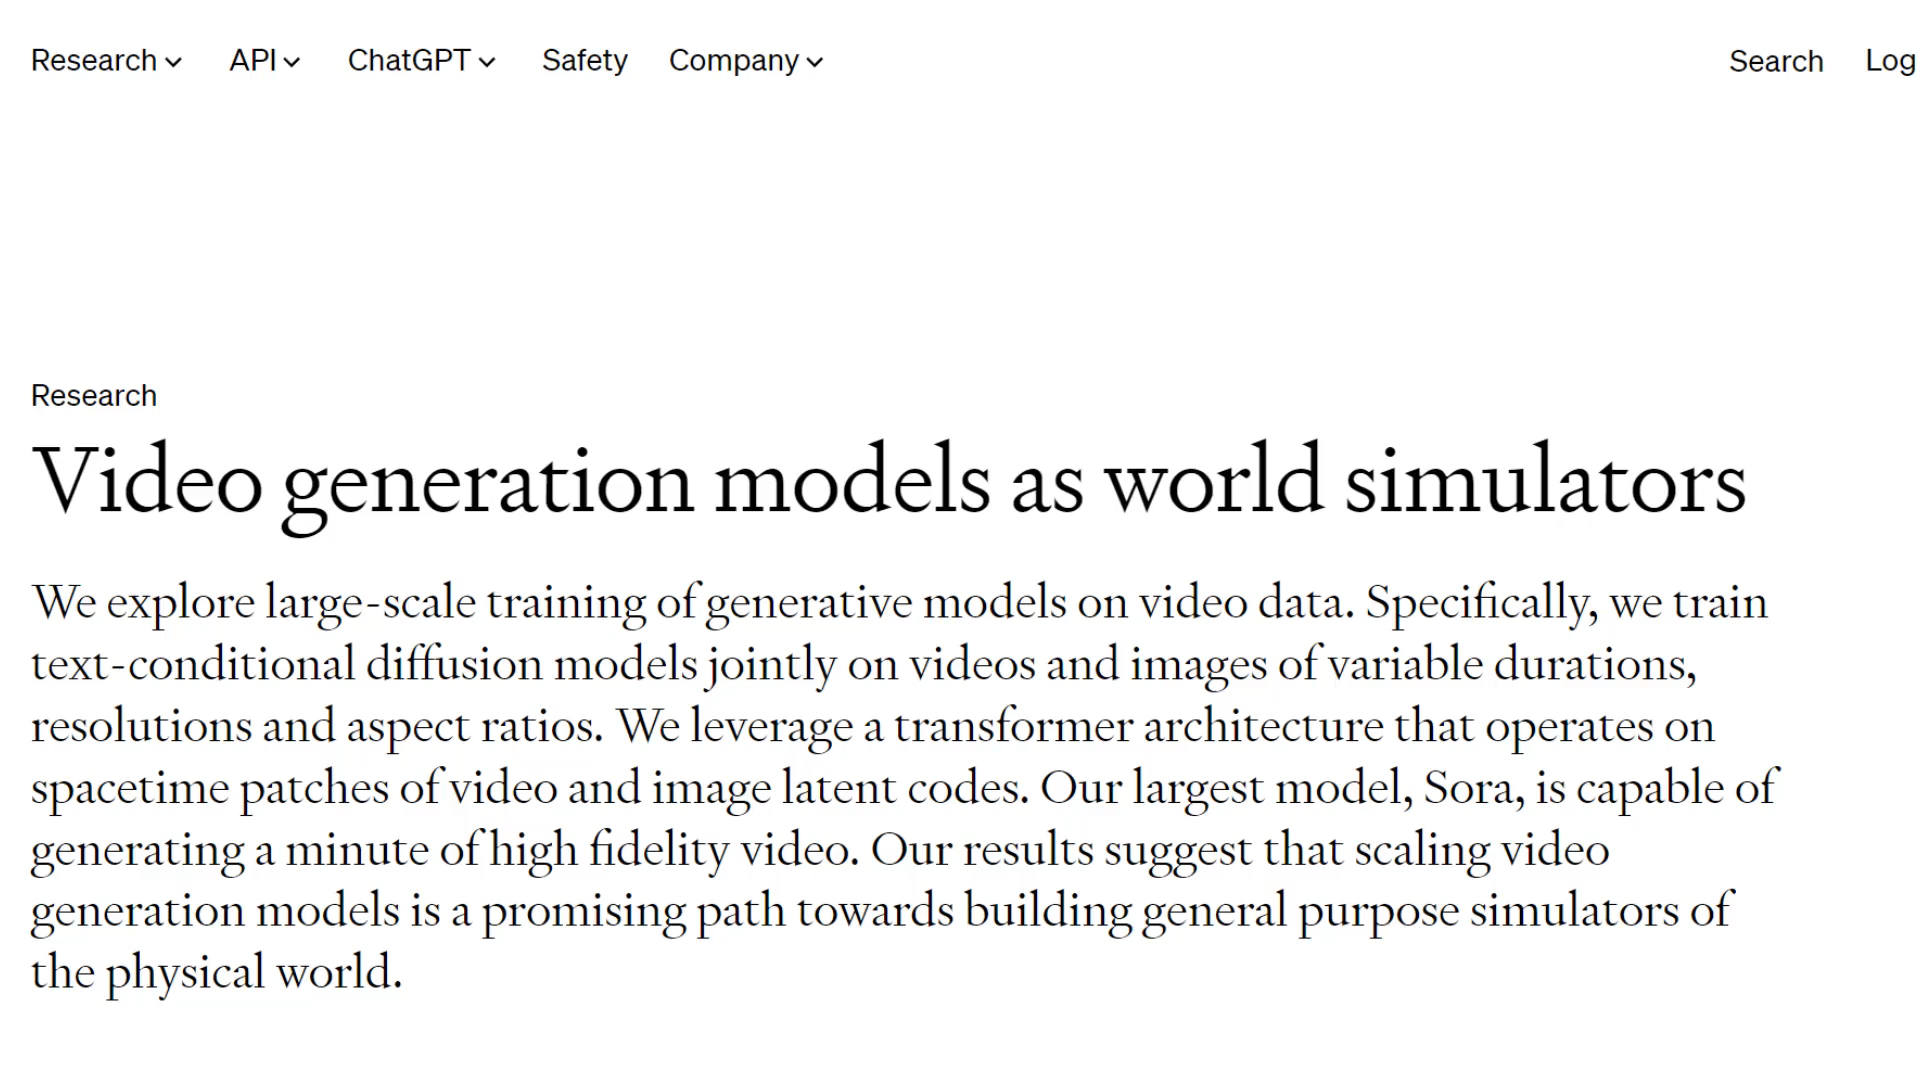 Research API ChatGPT Safety Company Search Log
Research
Video generation models as world simulators
We explore large-scale training of generative models on video data. Specifically, we train
text-conditional diffusion models jointly on videos and images of variable durations,
resolutions and aspect ratios. We leverage a transformer architecture that operates on
spacetime patches of video and image latent codes. Our largest model, Sora, is capable of
generating a minute of high fidelity video. Our results suggest that scaling video
generation models is a promising path towards building general purpose simulators of
the physical world.